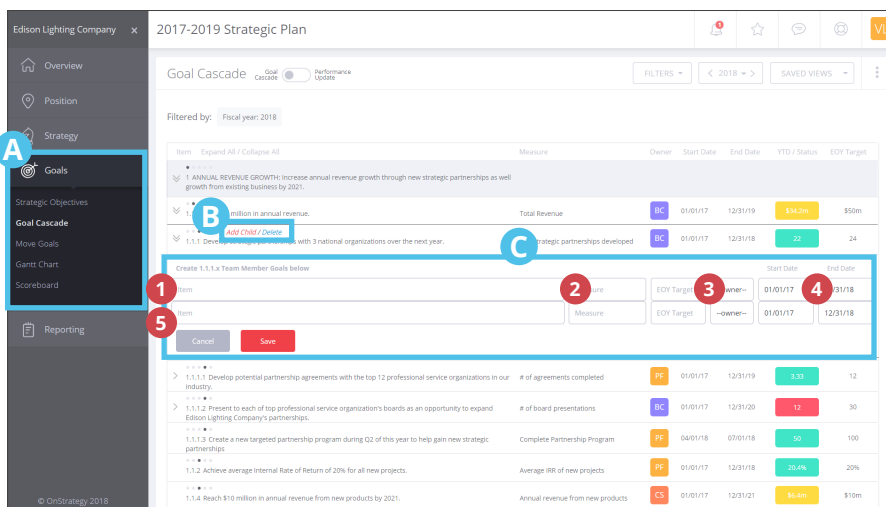 Edison Lighting Company ×
2017-2019 Strategic Plan
VL
Overview
Position
Strategy
A
Goals
Strategic Objectives
Goal Cascade
Move Goals
Gantt Chart
Scoreboard
Reporting
© OnStrategy 2018
Goal Cascade Goal Cascade Performance Update
FILTERS < 2018 > SAVED VIEWS
Filtered by: Fiscal year: 2018
Item Expand All / Collapse All Measure Owner Start Date End Date YTD / Status EOY Target
1 ANNUAL REVENUE GROWTH: Increase annual revenue growth through new strategic partnerships as well
growth from existing business by 2021.
B
million in annual revenue. Total Revenue BC 01/01/17 12/31/19 $34.2m $50m
Add Child / Delete
1.1.1 with 3 national organizations over the next year. strategic partnerships developed BC 01/01/17 12/31/18 22 24
C
Create 1.1.1.x Team Member Goals below Start Date End Date
1 Item 2 EOY Target 3 owner-- 01/01/17 4 /31/18
5 Item Measure EOY Target --owner-- 01/01/17 12/31/18
Cancel Save
1.1.1.1 Develop potential partnership agreements with the top 12 professional service organizations in our # of agreements completed PF 01/01/17 12/31/19 3.33 12
industry.
1.1.1.2 Present to each of top professional service organization's boards as an opportunity to expand # of board presentations BC 01/01/17 12/31/20 12 30
Edison Lighting Company's partnerships.
1.1.1.3 Create a new targeted partnership program during Q2 of this year to help gain new strategic Complete Partnership Program PF 04/01/18 07/01/18 50 100
partnerships
1.1.2 Achieve average Internal Rate of Return of 20% for all new projects. Average IRR of new projects PF 01/01/17 12/31/18 20.4% 20%
1.1.4 Reach $10 million in annual revenue from new products by 2021. Annual revenue from new products CS 01/01/17 12/31/21 $6.4m $10m